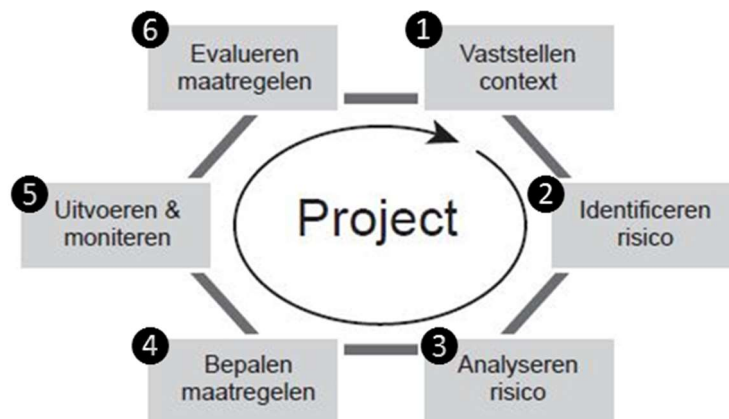 1
Vaststellen
context
2
Identificeren
risico
3
Analyseren
risico
4
Bepalen
maatregelen
5
Uitvoeren &
moniteren
6
Evalueren
maatregelen
Project